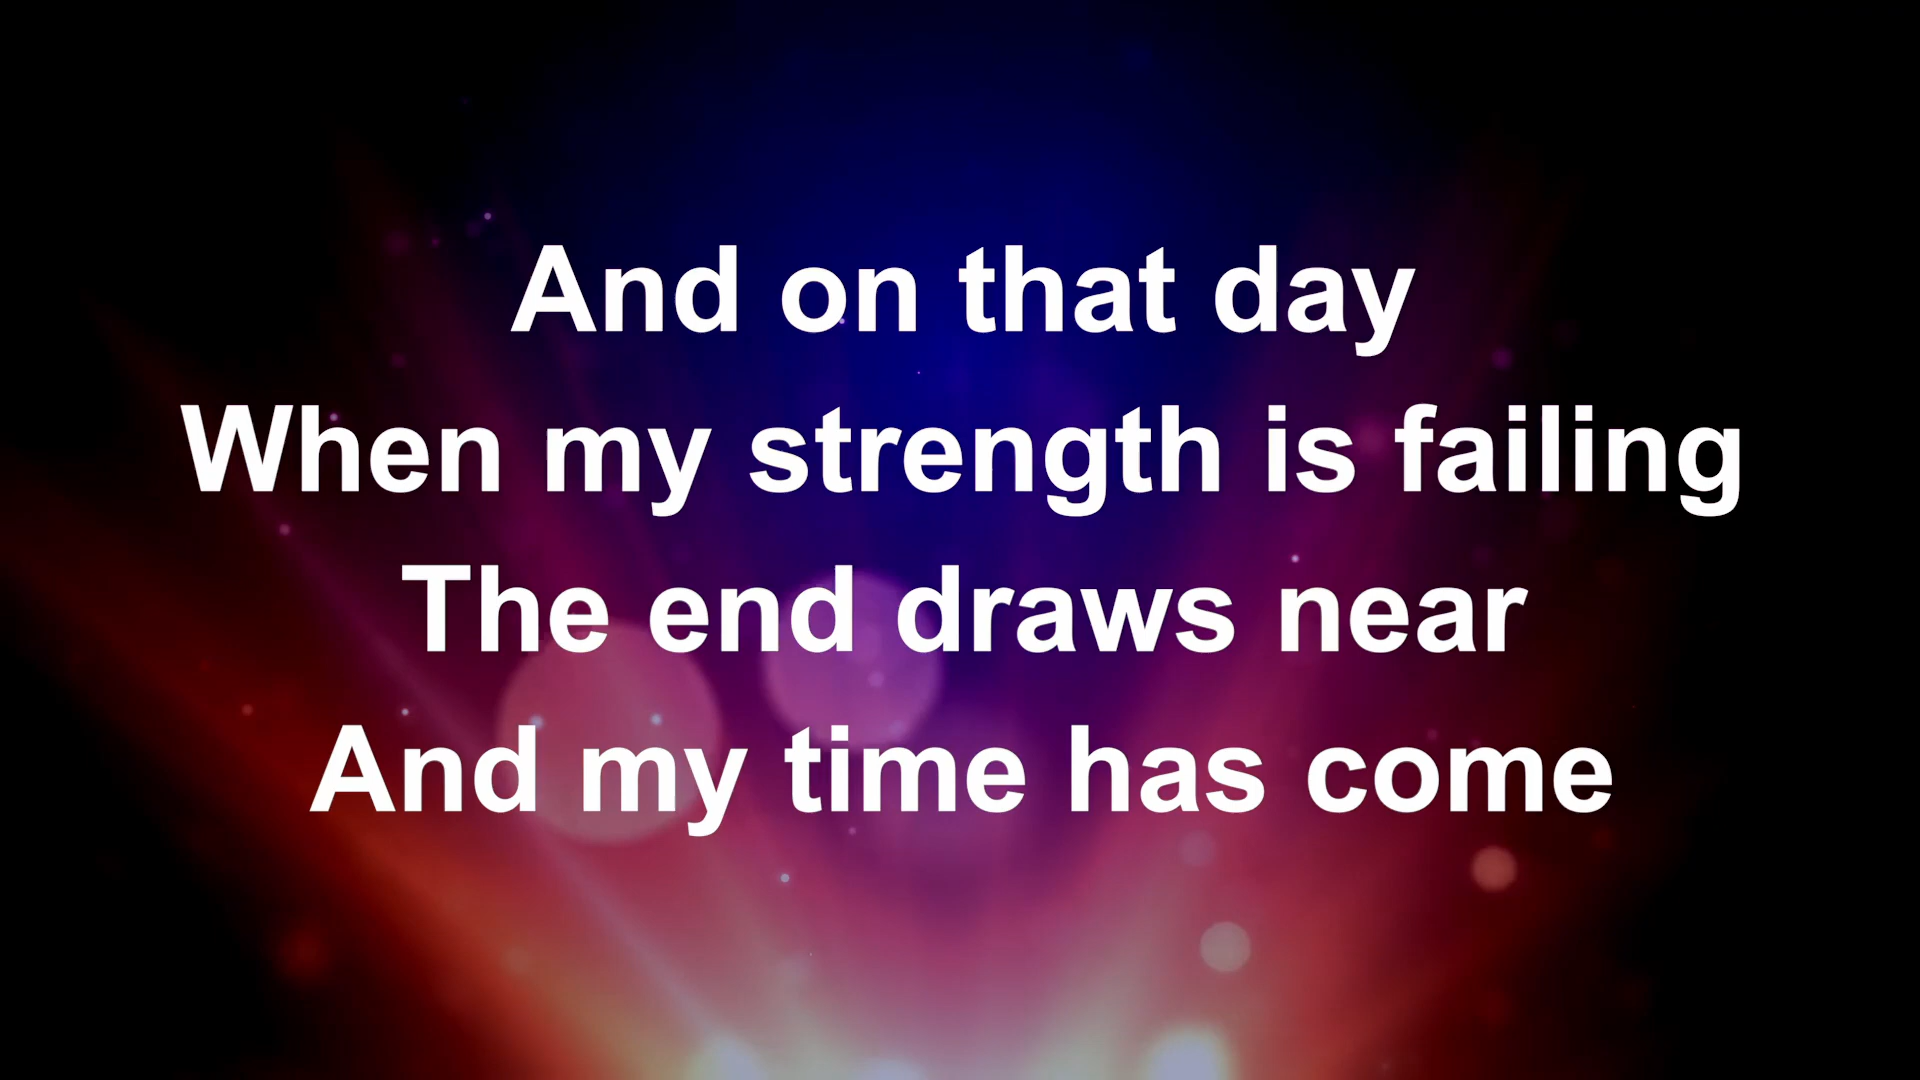 And on that day
When my strength is failing
The end draws near
And my time has come